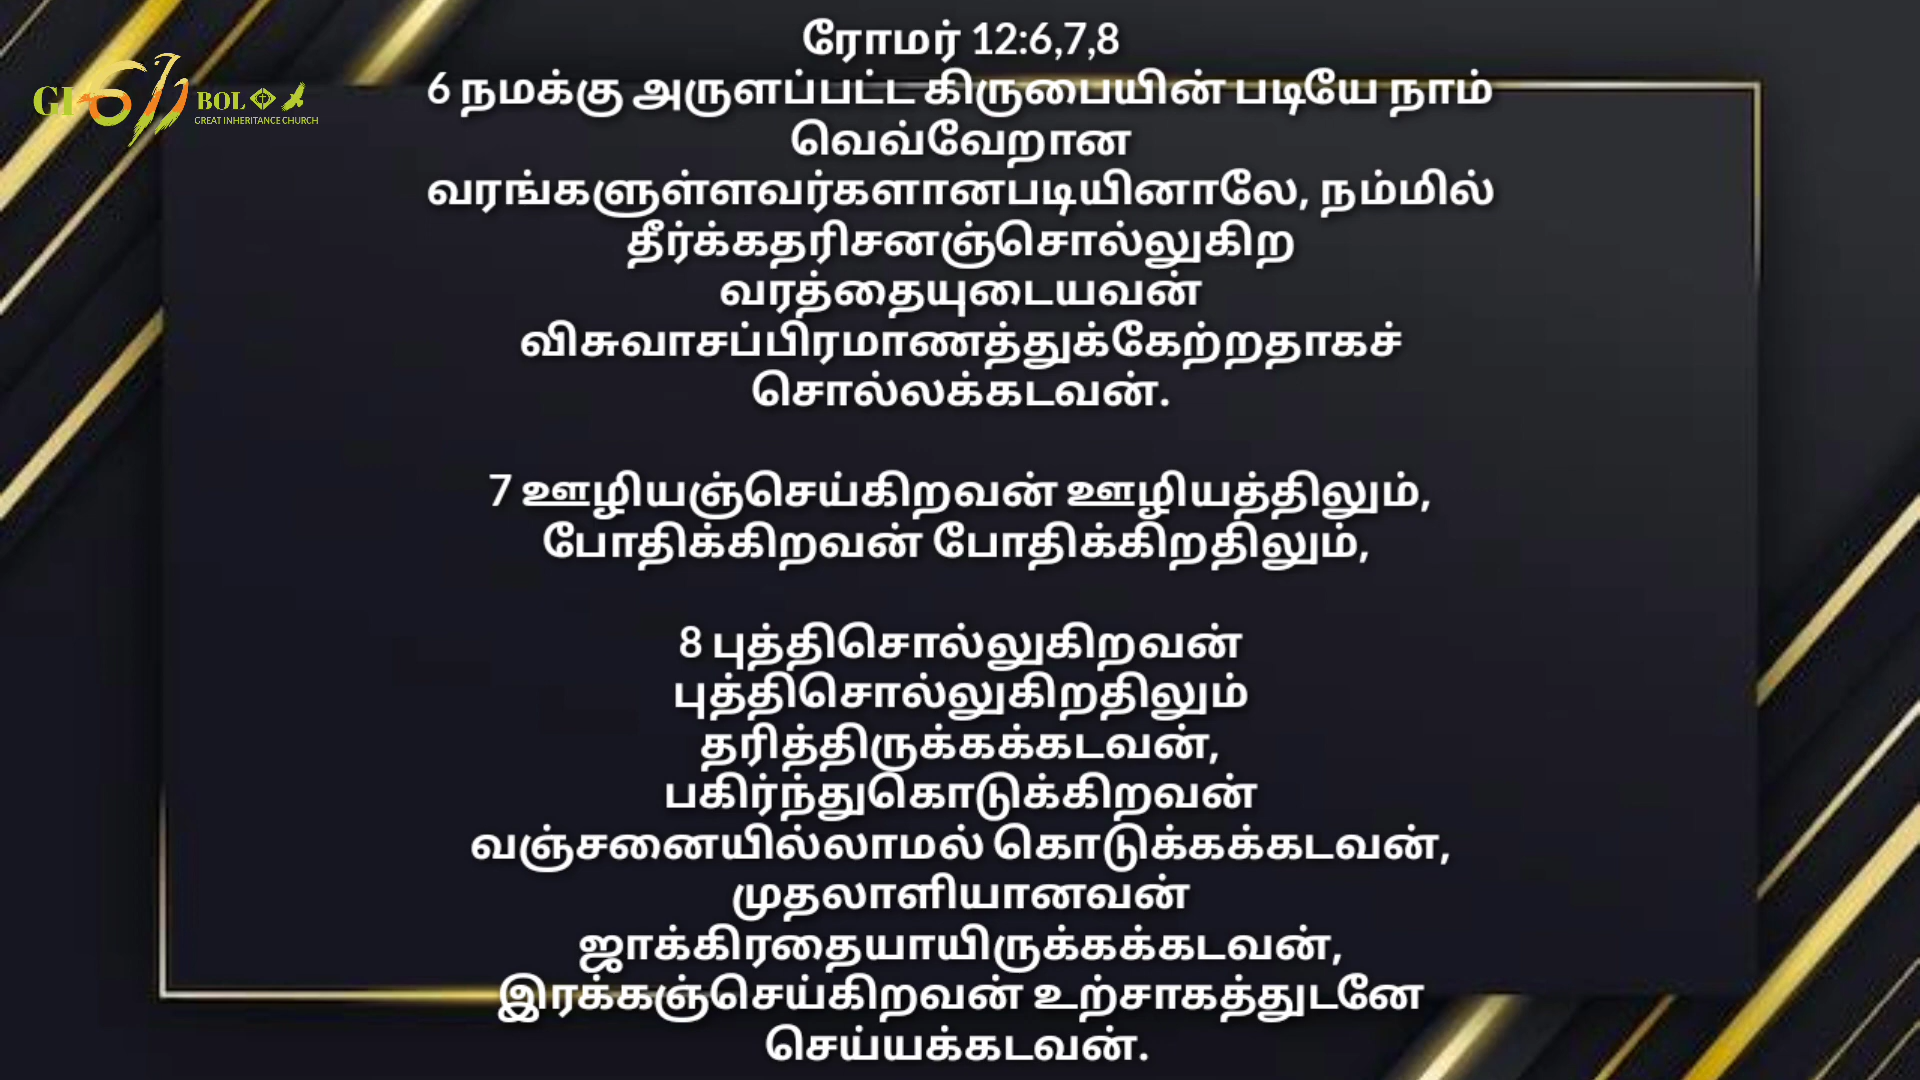 ரோமர் 12:6,7,8
6 நமக்கு அருளப்பட்ட கிருபையின் படியே நாம்
வெவ்வேறான
வரங்களுள்ளவர்களானபடியினாலே, நம்மில்
தீர்க்கதரிசனஞ்சொல்லுகிற
வரத்தையுடையவன்
விசுவாசப்பிரமாணத்துக்கேற்றதாகச்
சொல்லக்கடவன்.
7 ஊழியஞ்செய்கிறவன் ஊழியத்திலும்,
போதிக்கிறவன் போதிக்கிறதிலும்,
8 புத்திசொல்லுகிறவன்
புத்திசொல்லுகிறதிலும்
தரித்திருக்கக்கடவன்,
பகிர்ந்துகொடுக்கிறவன்
வஞ்சனையில்லாமல் கொடுக்கக்கடவன்,
முதலாளியானவன்
ஜாக்கிரதையாயிருக்கக்கடவன்,
இரக்கஞ்செய்கிறவன் உற்சாகத்துடனே
செய்யக்கடவன்.
BOL
GREAT INHERITANCE CHURCH